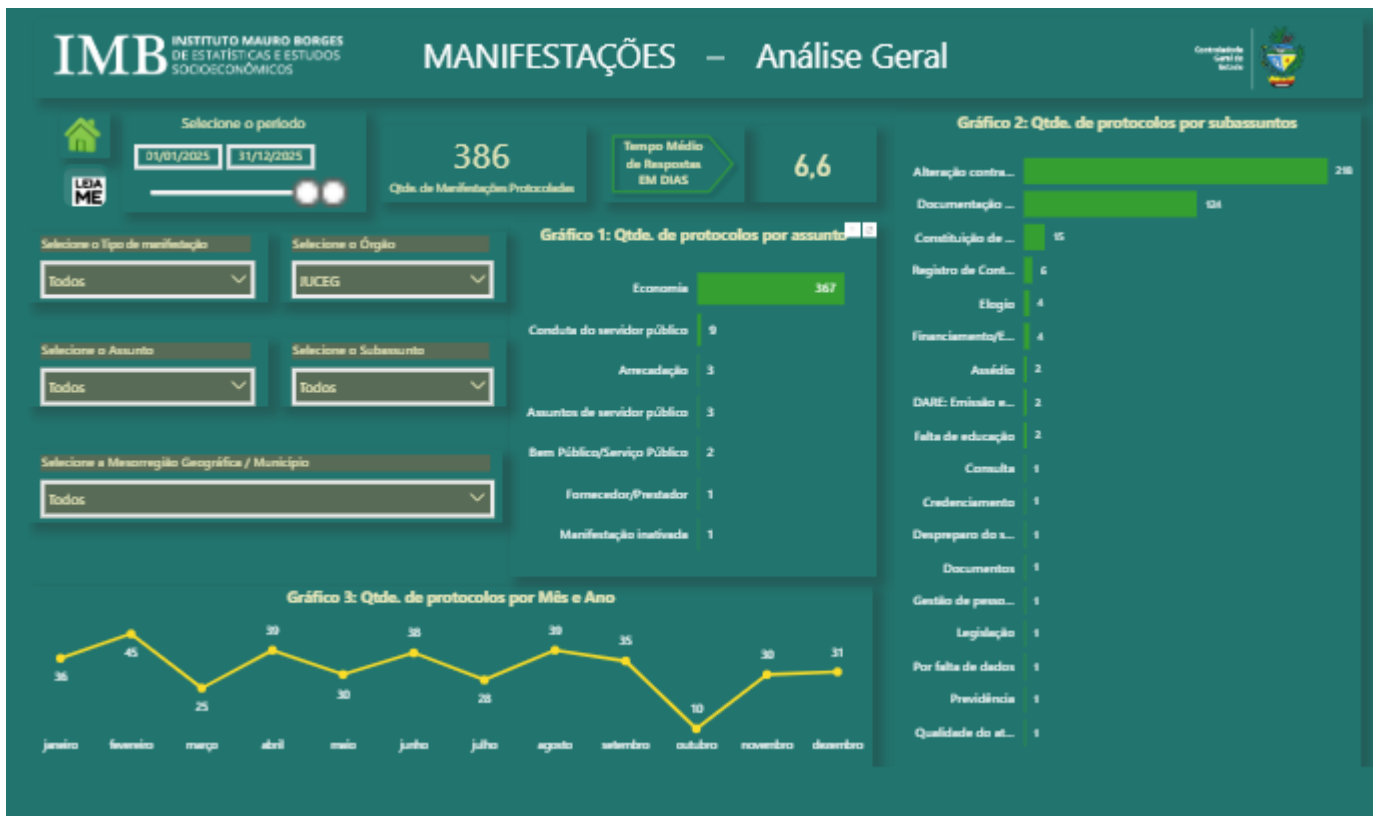 IMB
INSTITUTO MAURO BORGES
DE ESTATÍSTICAS E ESTUDOS
SOCIOECONÔMICOS
MANIFESTAÇÕES – Análise Geral
Controladoria
Geral do
Estado
Selecione o período
01/01/2025 31/12/2025
LEIA
ME
386
Qtde. de Manifestações Protocoladas
Tempo Médio
de Respostas
EM DIAS
6,6
Selecione o Tipo de manifestação
Todos
Selecione o Órgão
JUCEG
Selecione o Assunto
Todos
Selecione o Subassunto
Todos
Selecione a Mesorregião Geográfica / Município
Todos
Gráfico 1: Qtde. de protocolos por assunto
Economia 367
Conduta do servidor público 9
Arrecadação 3
Assuntos de servidor público 3
Bem Público/Serviço Público 2
Fornecedor/Prestador 1
Manifestação inativada 1
Gráfico 2: Qtde. de protocolos por subassuntos
Alteração contra... 218
Documentação ... 124
Constituição de ... 15
Registro de Cont... 6
Elogio 4
Financiamento/E... 4
Assédio 2
DARE: Emissão e... 2
Falta de educação 2
Consulta 1
Credenciamento 1
Despreparo do s... 1
Documentos 1
Gestão de pesso... 1
Legislação 1
Por falta de dados 1
Previdência 1
Qualidade do at... 1
Gráfico 3: Qtde. de protocolos por Mês e Ano
36 45 25 39 30 38 28 39 35 10 30 31
janeiro fevereiro março abril maio junho julho agosto setembro outubro novembro dezembro